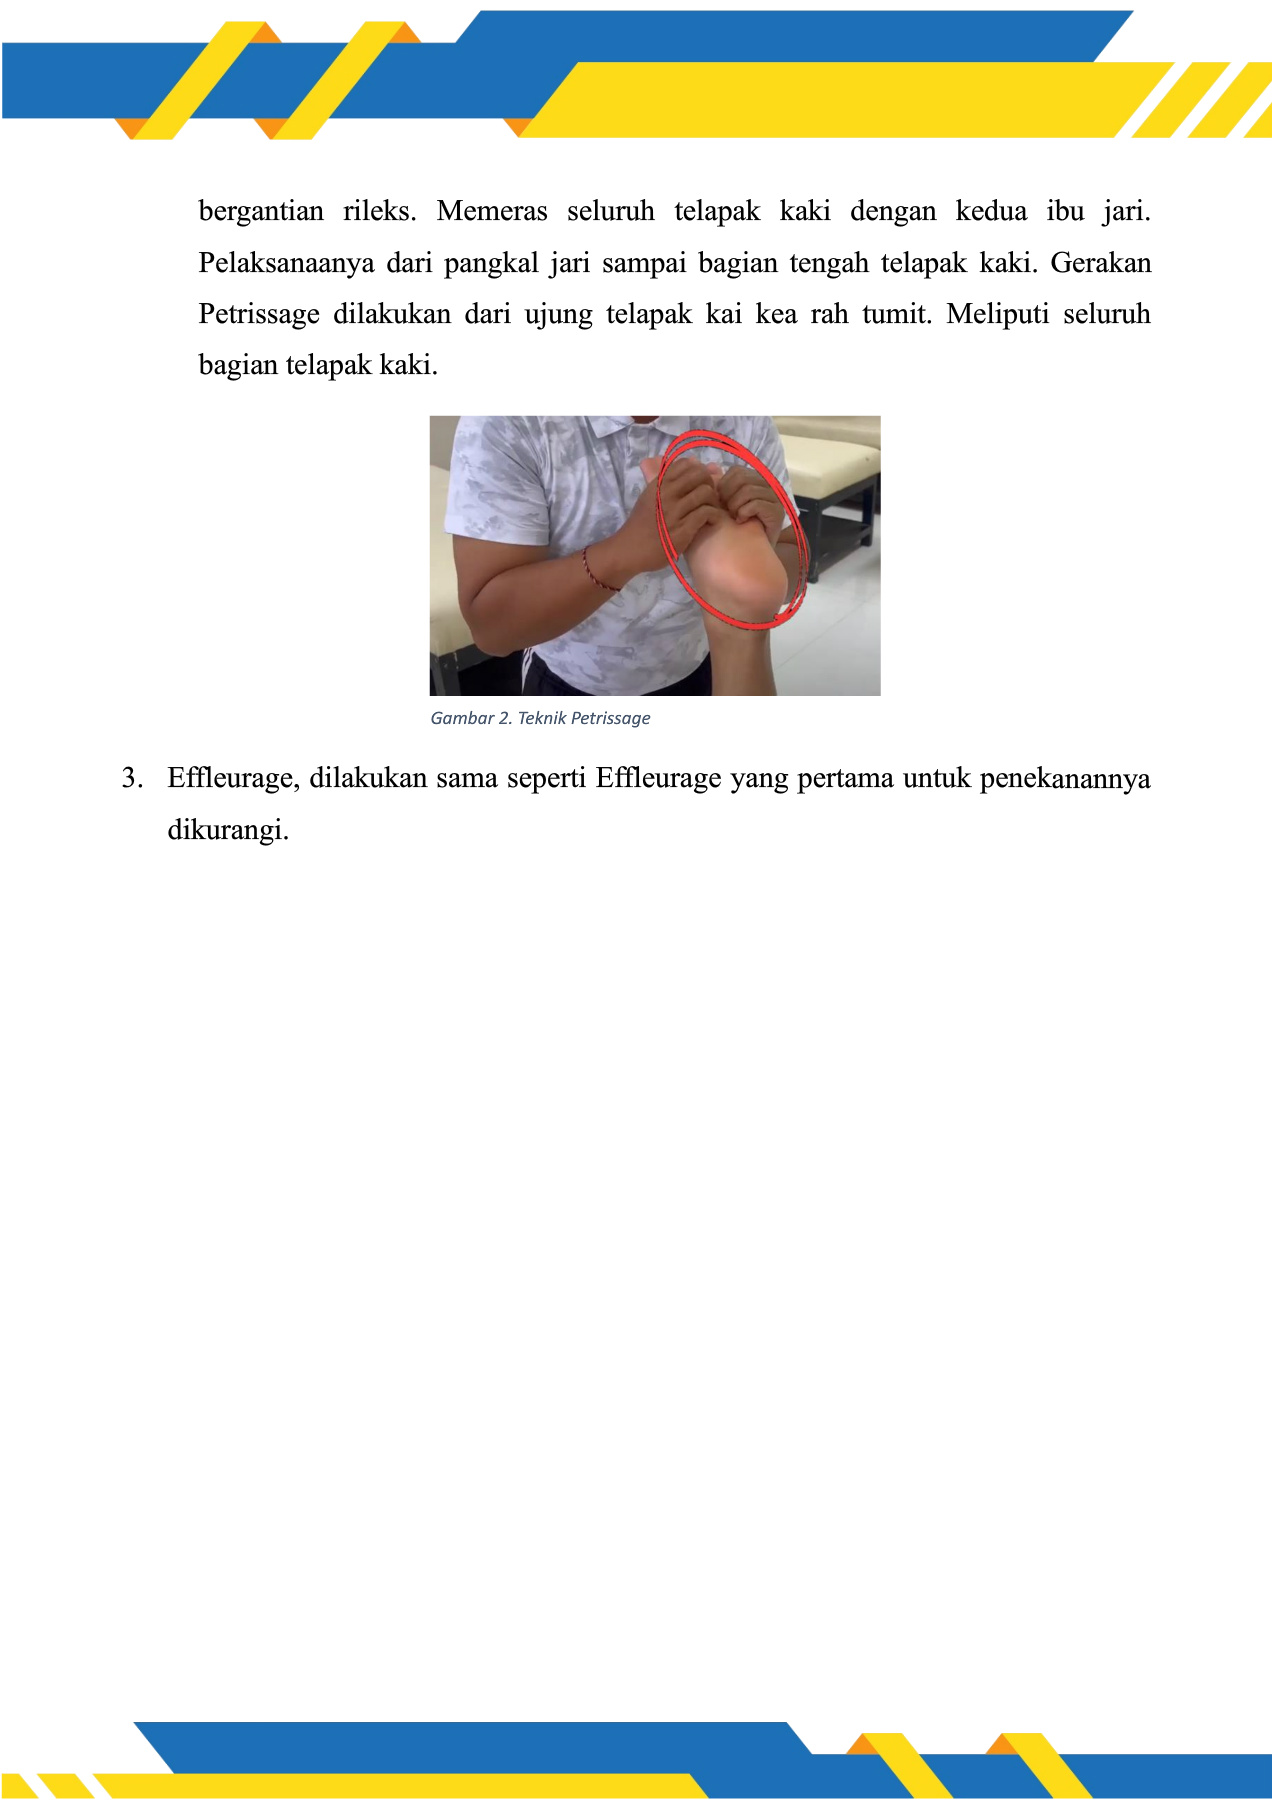 bergantian rileks. Memeras seluruh telapak kaki dengan kedua ibu jari.
Pelaksanaanya dari pangkal jari sampai bagian tengah telapak kaki. Gerakan
Petrissage dilakukan dari ujung telapak kai kea rah tumit. Meliputi seluruh
bagian telapak kaki.
Gambar 2. Teknik Petrissage
3. Effleurage, dilakukan sama seperti Effleurage yang pertama untuk penekanannya
dikurangi.